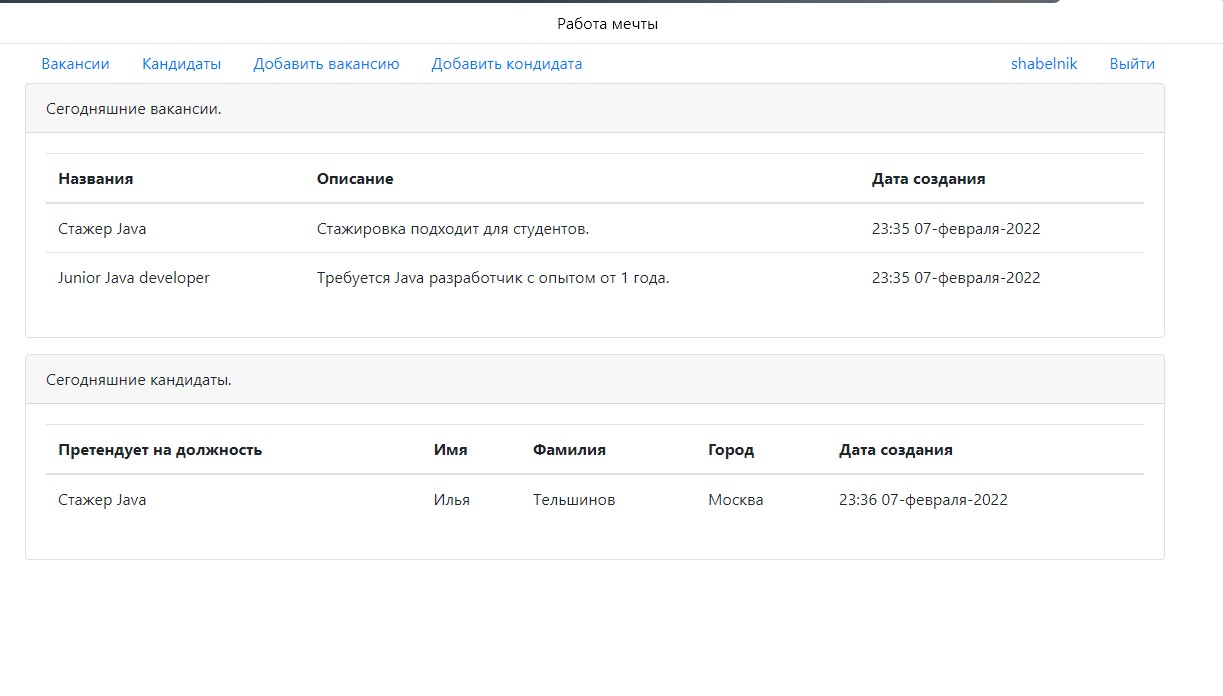 Работа мечты
Вакансии Кандидаты Добавить вакансию Добавить кондидата shabelnik Выйти
Сегодняшние вакансии.
Названия Описание Дата создания
Стажер Java Стажировка подходит для студентов. 23:35 07-февраля-2022
Junior Java developer Требуется Java разработчик с опытом от 1 года. 23:35 07-февраля-2022
Сегодняшние кандидаты.
Претендует на должность Имя Фамилия Город Дата создания
Стажер Java Илья Тельшинов Москва 23:36 07-февраля-2022